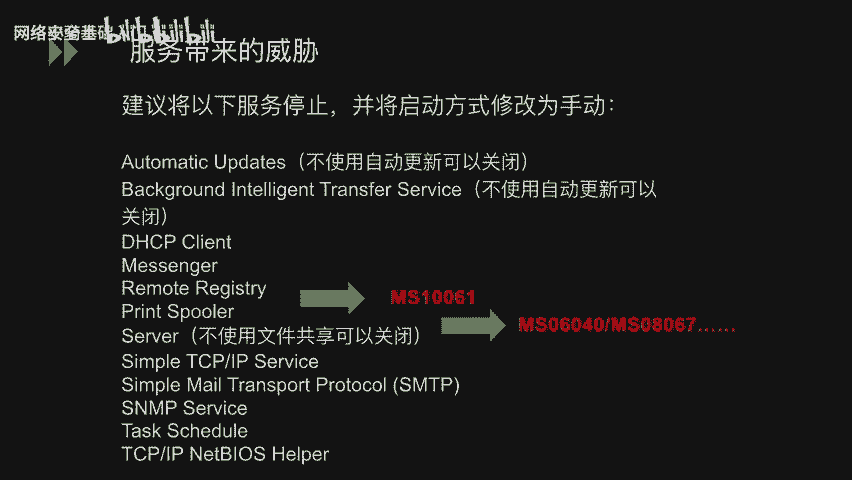 网络安全基础入门 bilibili
服务带来的威胁
建议将以下服务停止，并将启动方式修改为手动：
Automatic Updates（不使用自动更新可以关闭）
Background Intelligent Transfer Service（不使用自动更新可以
关闭）
DHCP Client
Messenger
Remote Registry
MS10061
Print Spooler
MS06040/MS08067……
Server（不使用文件共享可以关闭）
Simple TCP/IP Service
Simple Mail Transport Protocol (SMTP)
SNMP Service
Task Schedule
TCP/IP NetBIOS Helper